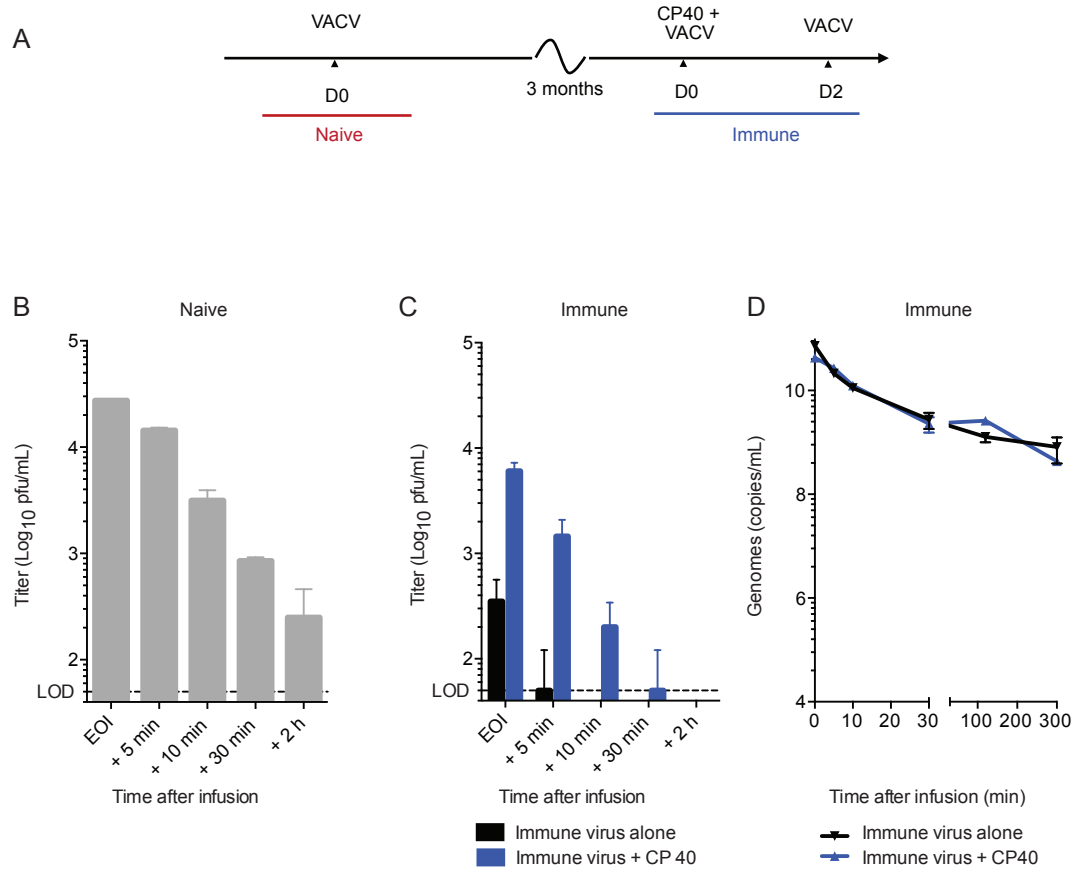 A
VACV
CP40 +
VACV
VACV
3 months
D0
D0
D2
Naive
Immune
B
Naive
5
4
3
2
LOD
Titer (Log10 pfu/mL)
EOI
+ 5 min
+ 10 min
+ 30 min
+ 2 h
Time after infusion
C
Immune
5
4
3
2
LOD
Titer (Log10 pfu/mL)
EOI
+ 5 min
+ 10 min
+ 30 min
+ 2 h
Time after infusion
Immune virus alone
Immune virus + CP 40
D
Immune
10
8
6
4
Genomes (copies/mL)
0 10 30 100 200 300
Time after infusion (min)
Immune virus alone
Immune virus + CP40